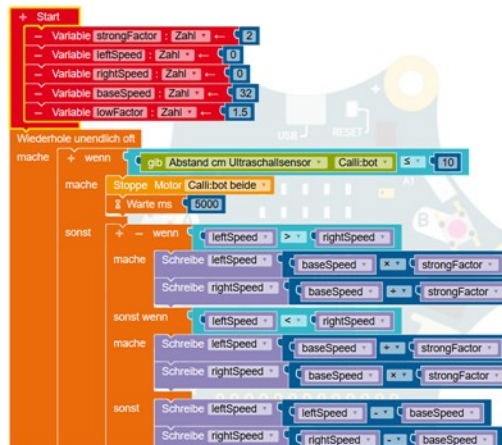 + Start
– Variable strongFactor : Zahl ← 2
– Variable leftSpeed : Zahl ← 0
– Variable rightSpeed : Zahl ← 0
– Variable baseSpeed : Zahl ← 32
– Variable lowFactor : Zahl ← 1.5
USB RESET
Wiederhole unendlich oft
mache + wenn gib Abstand cm Ultraschallsensor Calli:bot ≤ 10
A1
mache Stoppe Motor Calli:bot beide
Warte ms 5000
B
sonst + – wenn leftSpeed > rightSpeed
mache Schreibe leftSpeed baseSpeed × strongFactor
Schreibe rightSpeed baseSpeed ÷ strongFactor
sonst wenn leftSpeed < rightSpeed
mache Schreibe leftSpeed baseSpeed ÷ strongFactor
Schreibe rightSpeed baseSpeed × strongFactor
sonst Schreibe leftSpeed leftSpeed - baseSpeed
Schreibe rightSpeed rightSpeed - baseSpeed